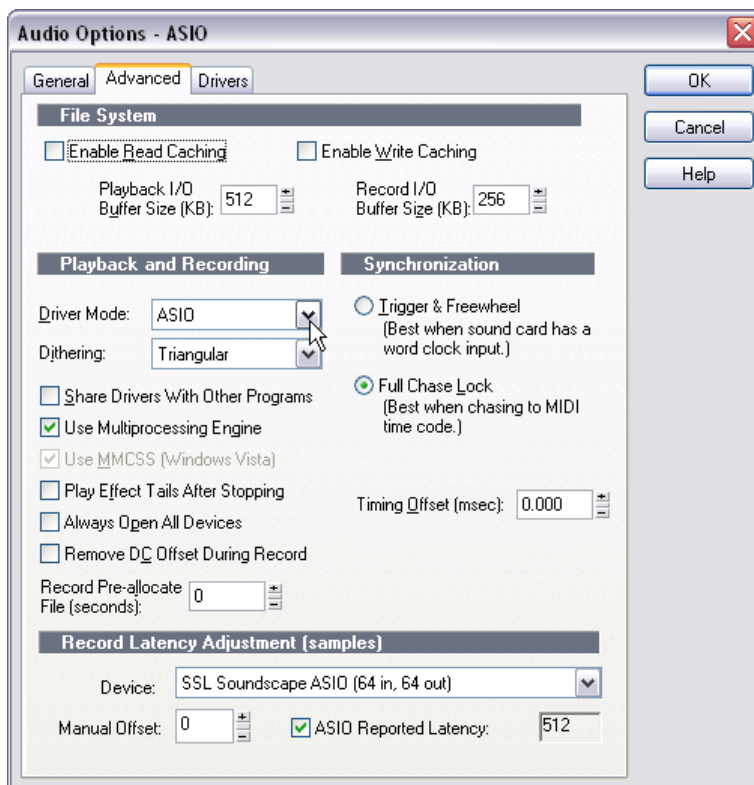 Audio Options - ASIO
General Advanced Drivers
OK
Cancel
Help
File System
Enable Read Caching
Enable Write Caching
Playback I/O
Buffer Size (KB): 512
Record I/O
Buffer Size (KB): 256
Playback and Recording
Driver Mode: ASIO
Dithering: Triangular
Share Drivers With Other Programs
Use Multiprocessing Engine
Use MMCSS (Windows Vista)
Play Effect Tails After Stopping
Always Open All Devices
Remove DC Offset During Record
Record Pre-allocate
File (seconds): 0
Synchronization
Trigger & Freewheel
(Best when sound card has a
word clock input.)
Full Chase Lock
(Best when chasing to MIDI
time code.)
Timing Offset (msec): 0.000
Record Latency Adjustment (samples)
Device: SSL Soundscape ASIO (64 in, 64 out)
Manual Offset: 0
ASIO Reported Latency: 512